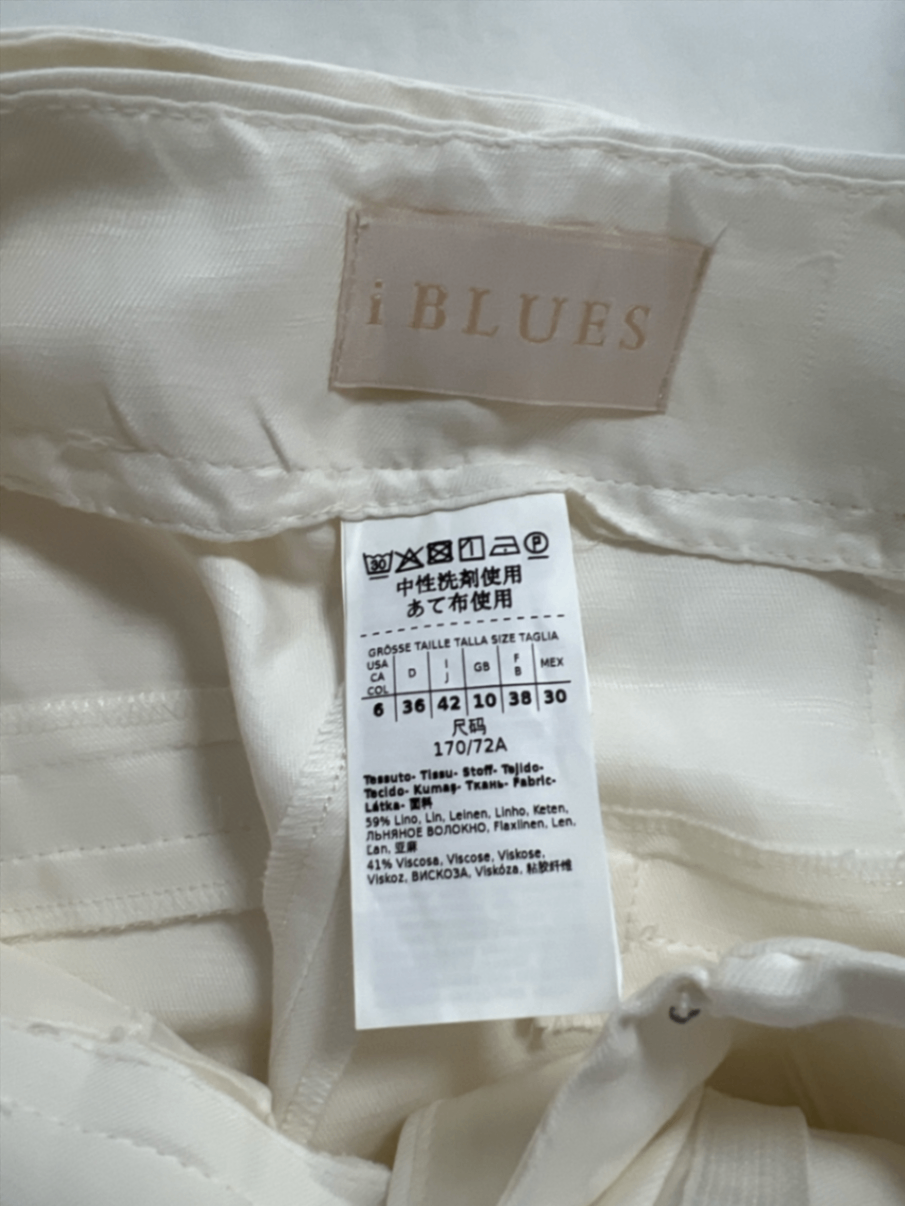 i BLUES
30 1 P
中性洗剤使用
あて布使用
GRÖSSE TAILLE TALLA SIZE TAGLIA
USA CA COL D I J GB F B MEX
6 36 42 10 38 30
尺码
170/72A
Tessuto- Tissu- Stoff- Tejido-
Tecido- Kumaş- Ткань- Fabric-
Látka- 面料
59% Lino, Lin, Leinen, Linho, Keten,
ЛЬНЯНОЕ ВОЛОКНО, Flaxlinen, Len,
Ľan, 亚麻
41% Viscosa, Viscose, Viskose,
Viskoz, ВИСКОЗА, Viskóza, 粘胶纤维